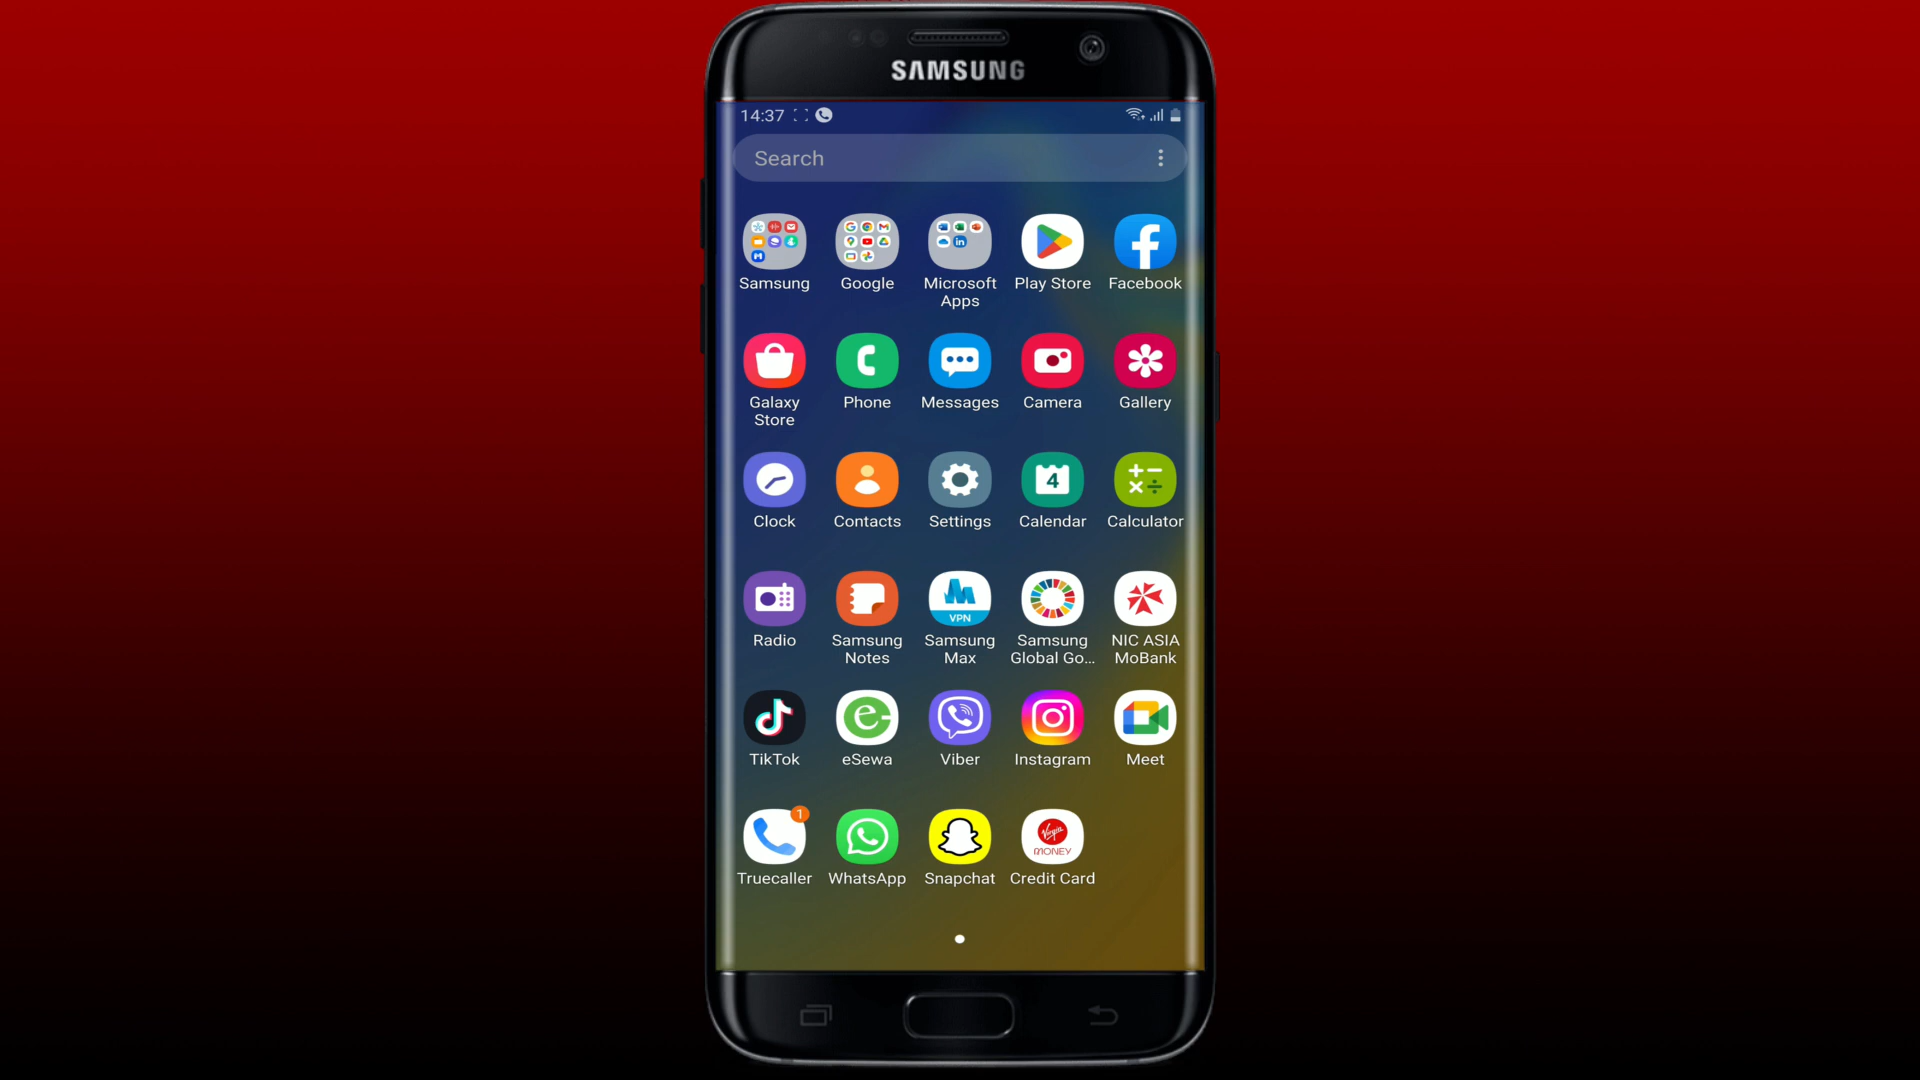 SAMSUNG
14:37
Search
Samsung
Google
Microsoft
Apps
Play Store
Facebook
Galaxy
Store
Phone
Messages
Camera
Gallery
4
Clock
Contacts
Settings
Calendar
Calculator
VPN
Radio
Samsung
Notes
Samsung
Max
Samsung
Global Go...
NIC ASIA
MoBank
TikTok
eSewa
Viber
Instagram
Meet
1
Virgin
MONEY
Truecaller
WhatsApp
Snapchat
Credit Card